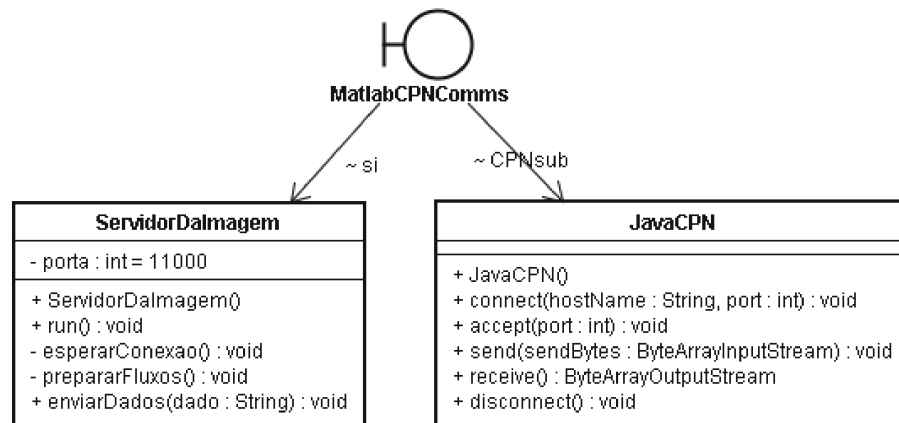 MatlabCPNComms
~ si
~ CPNsub
ServidorDaImagem
- porta : int = 11000
+ ServidorDaImagem()
+ run() : void
- esperarConexao() : void
- prepararFluxos() : void
+ enviarDados(dado : String) : void
JavaCPN
+ JavaCPN()
+ connect(hostName : String, port : int) : void
+ accept(port : int) : void
+ send(sendBytes : ByteArrayInputStream) : void
+ receive() : ByteArrayOutputStream
+ disconnect() : void